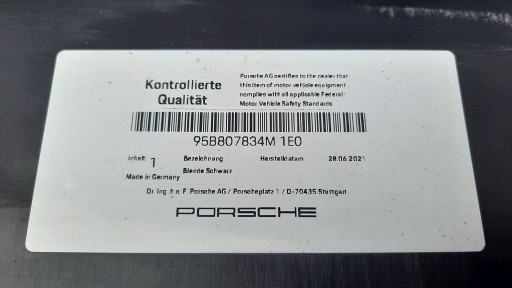 Kontrollierte
Qualität
Porsche AG certifies to the dealer that
this item of motor vehicle equipment
complies with all applicable Federal
Motor Vehicle Safety Standards
95B807834M 1E0
Inhalt 1 Bezeichnung Herstelldatum 28.06.2021
Blende Schwarz
Made in Germany
Dr. Ing. h.c. F. Porsche AG / Porscheplatz 1 / D-70435 Stuttgart
PORSCHE